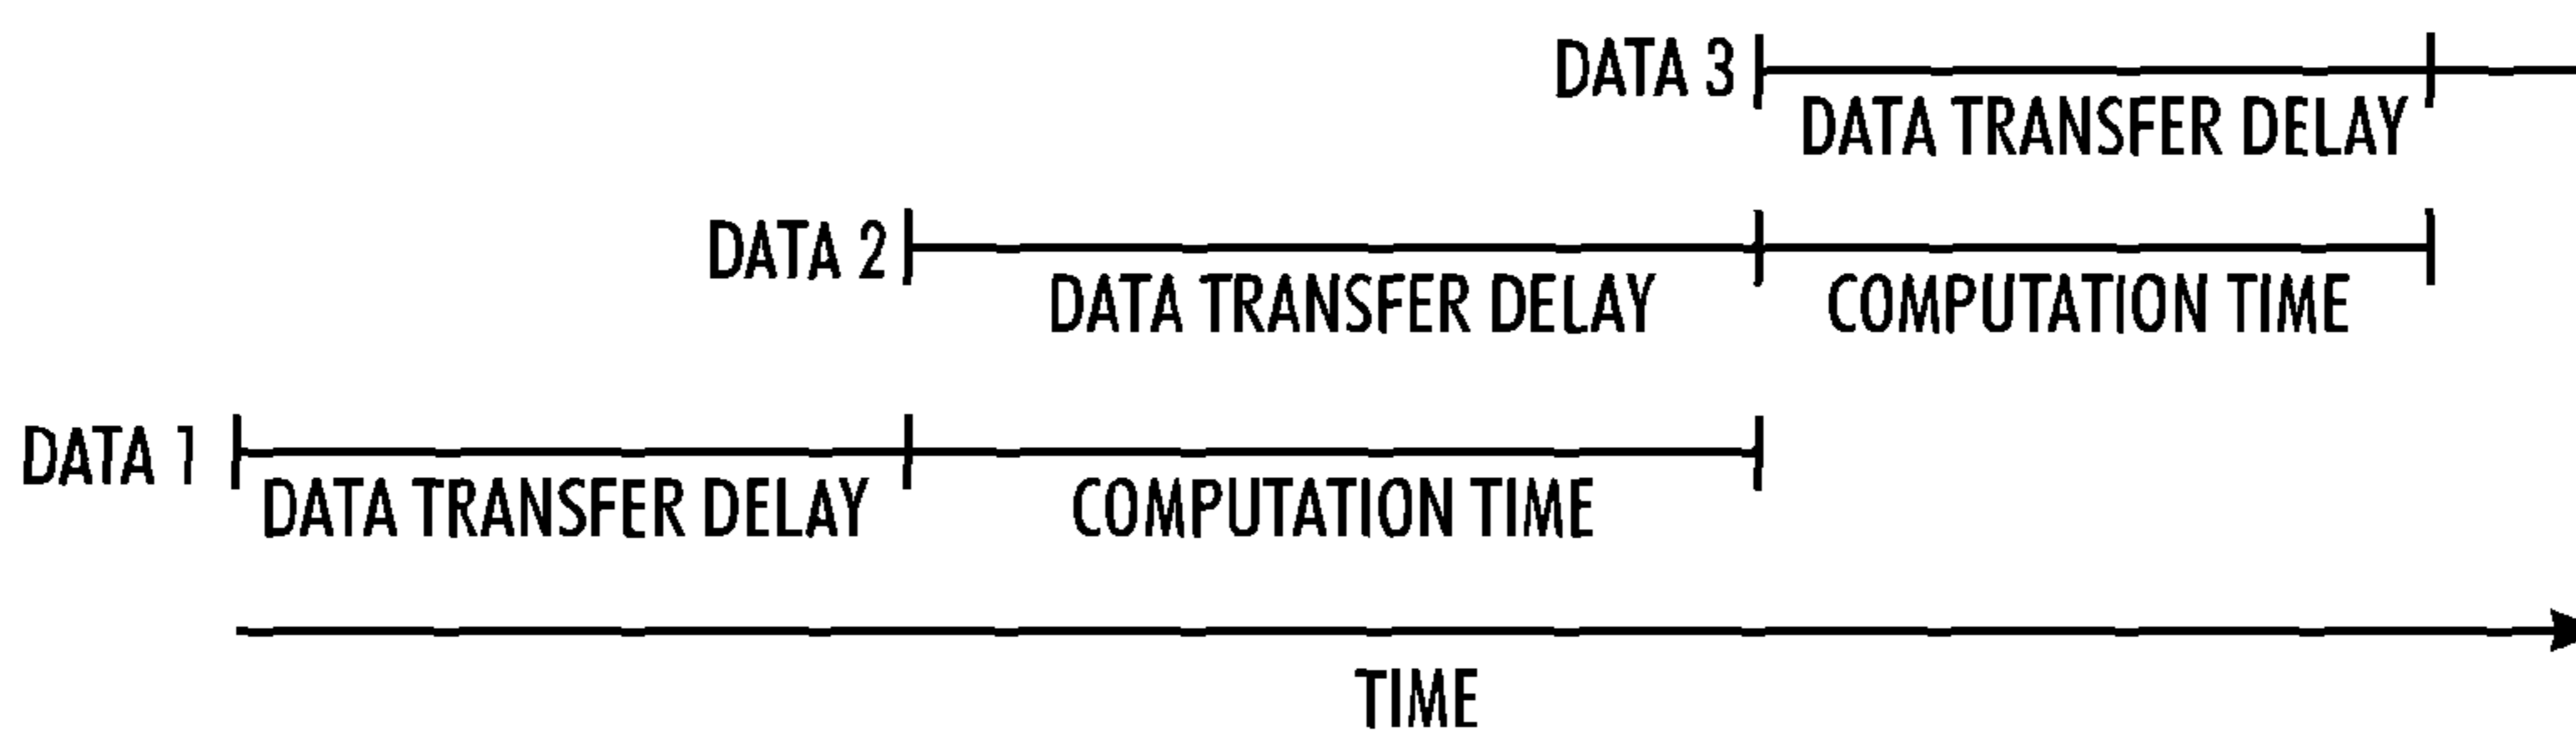 DATA 3
DATA TRANSFER DELAY
DATA 2
DATA TRANSFER DELAY COMPUTATION TIME
DATA 1
DATA TRANSFER DELAY COMPUTATION TIME
TIME